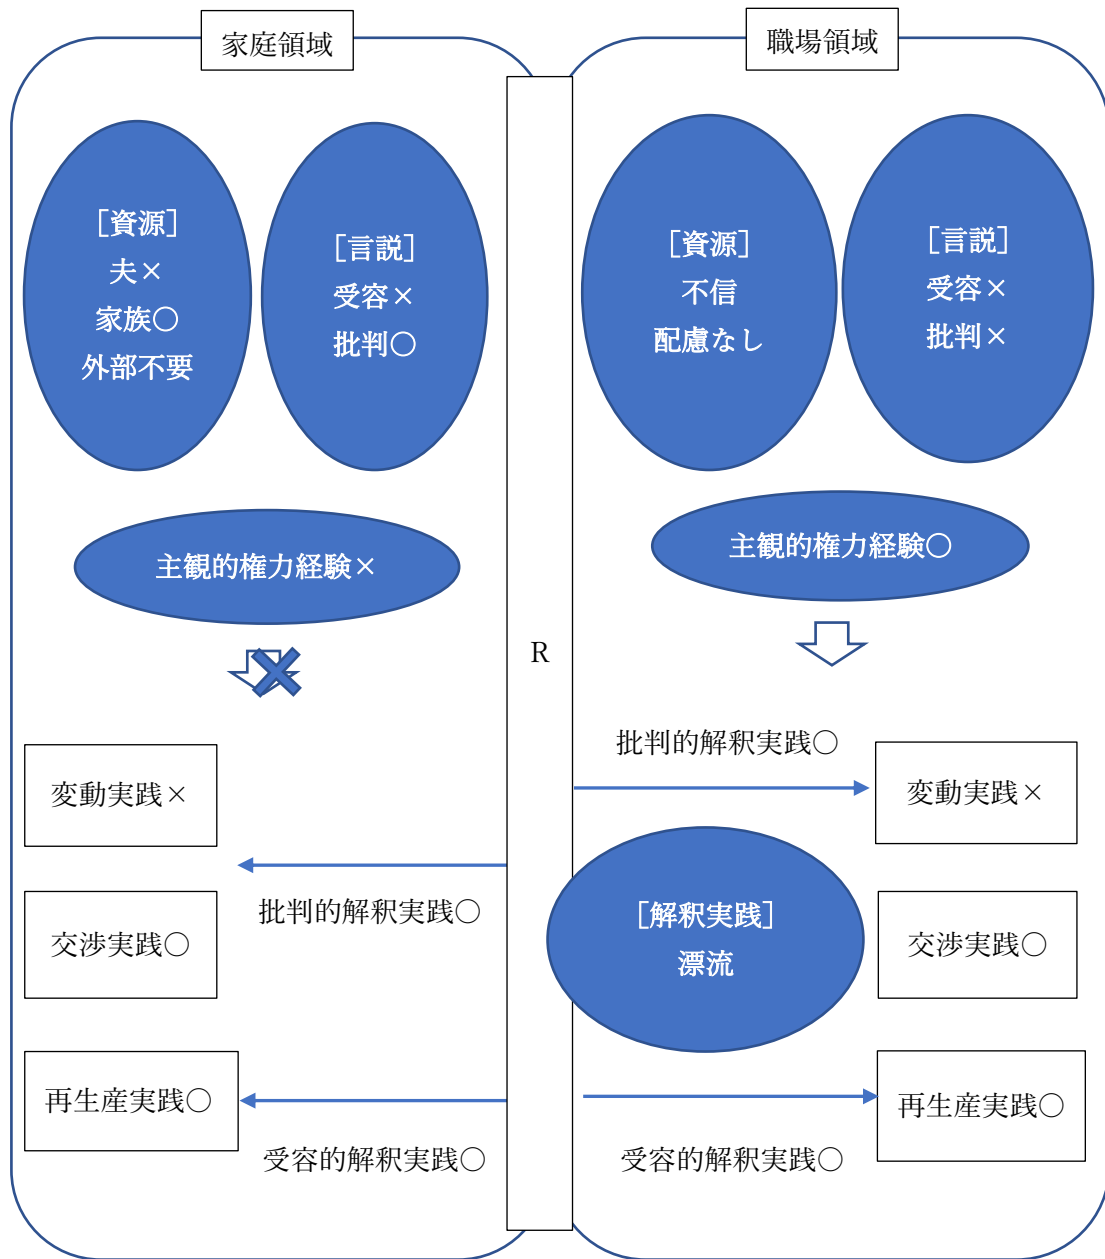 家庭領域
職場領域
［資源］
夫×
家族〇
外部不要
［言説］
受容×
批判〇
［資源］
不信
配慮なし
［言説］
受容×
批判×
主観的権力経験×
主観的権力経験〇
R
批判的解釈実践〇
変動実践×
変動実践×
批判的解釈実践〇
［解釈実践］
漂流
交渉実践〇
交渉実践〇
再生産実践〇
再生産実践〇
受容的解釈実践〇
受容的解釈実践〇